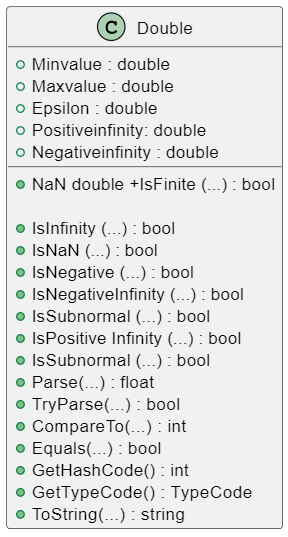 C Double
Minvalue : double
Maxvalue : double
Epsilon : double
Positiveinfinity: double
Negativeinfinity : double
NaN double +IsFinite (...) : bool
IsInfinity (...) : bool
IsNaN (...) : bool
IsNegative (...) : bool
IsNegativeInfinity (...) : bool
IsSubnormal (...) : bool
IsPositive Infinity (...) : bool
IsSubnormal (...) : bool
Parse(...) : float
TryParse(...) : bool
CompareTo(...) : int
Equals(...) : bool
GetHashCode() : int
GetTypeCode() : TypeCode
ToString(...) : string